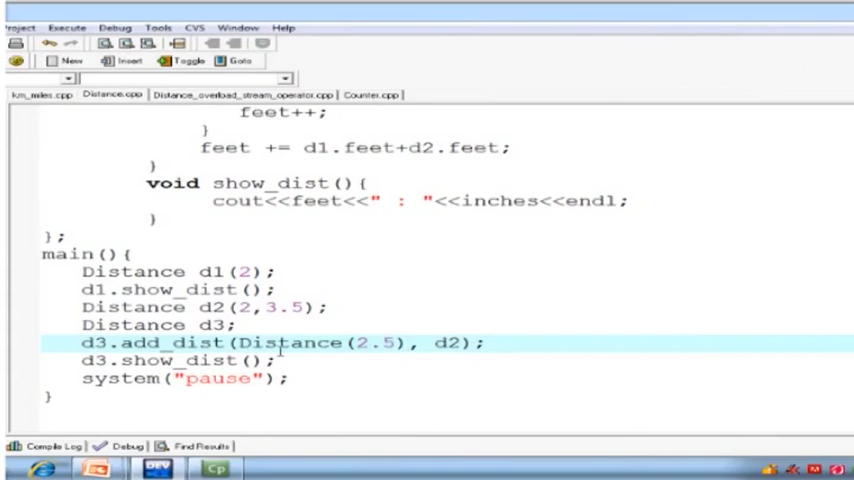 Project Execute Debug Tools CVS Window Help
New Insert Toggle Goto
km_miles.cpp Distance.cpp Distance_overload_stream_operator.cpp Counter.cpp
feet++;
}
feet += d1.feet+d2.feet;
}
void show_dist(){
cout<<feet<<" : "<<inches<<endl;
}
};
main(){
Distance d1(2);
d1.show_dist();
Distance d2(2,3.5);
Distance d3;
d3.add_dist(Distance(2.5), d2);
d3.show_dist();
system("pause");
}
Compile Log Debug Find Results
DEV Cp